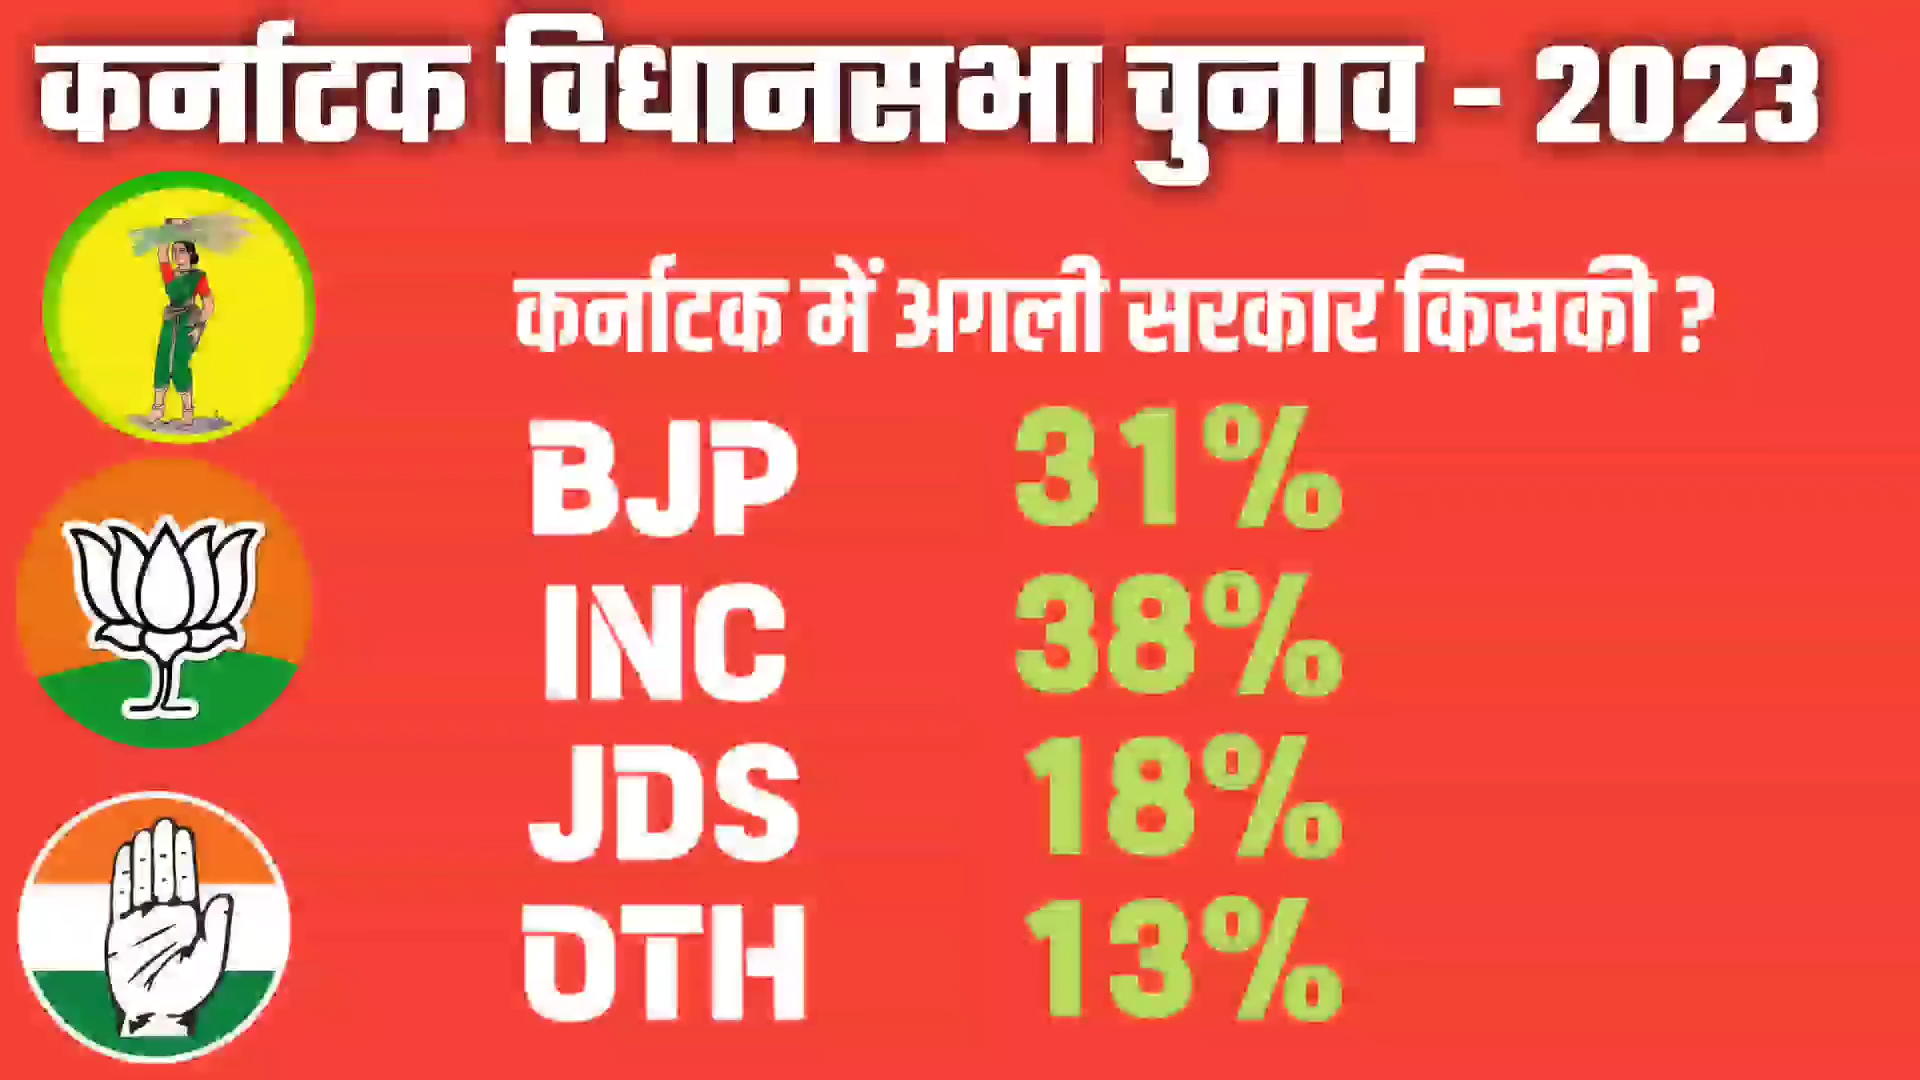 कर्नाटक विधानसभा चुनाव - 2023
कर्नाटक में अगली सरकार किसकी ?
BJP 31%
INC 38%
JDS 18%
OTH 13%